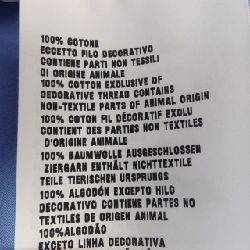 100% COTONE
ECCETTO FILO DECORATIVO
CONTIENE PARTI NON TESSILI
DI ORIGINE ANIMALE
100% COTTON EXCLUSIVE OF
DECORATIVE THREAD CONTAINS
NON-TEXTILE PARTS OF ANIMAL ORIGIN
100% COTON FIL DÉCORATIF EXCLU
CONTIENT DES PARTIES NON TEXTILES
D'ORIGINE ANIMALE
100% BAUMWOLLE AUSGESCHLOSSEN
ZIERGARN ENTHÄLT NICHTTEXTILE
TEILE TIERISCHEN URSPRUNGS
100% ALGODÓN EXCEPTO HILO
DECORATIVO CONTIENE PARTES NO
TEXTILES DE ORIGEN ANIMAL
100%ALGODÃO
EXCETO LINHA DECORATIVA